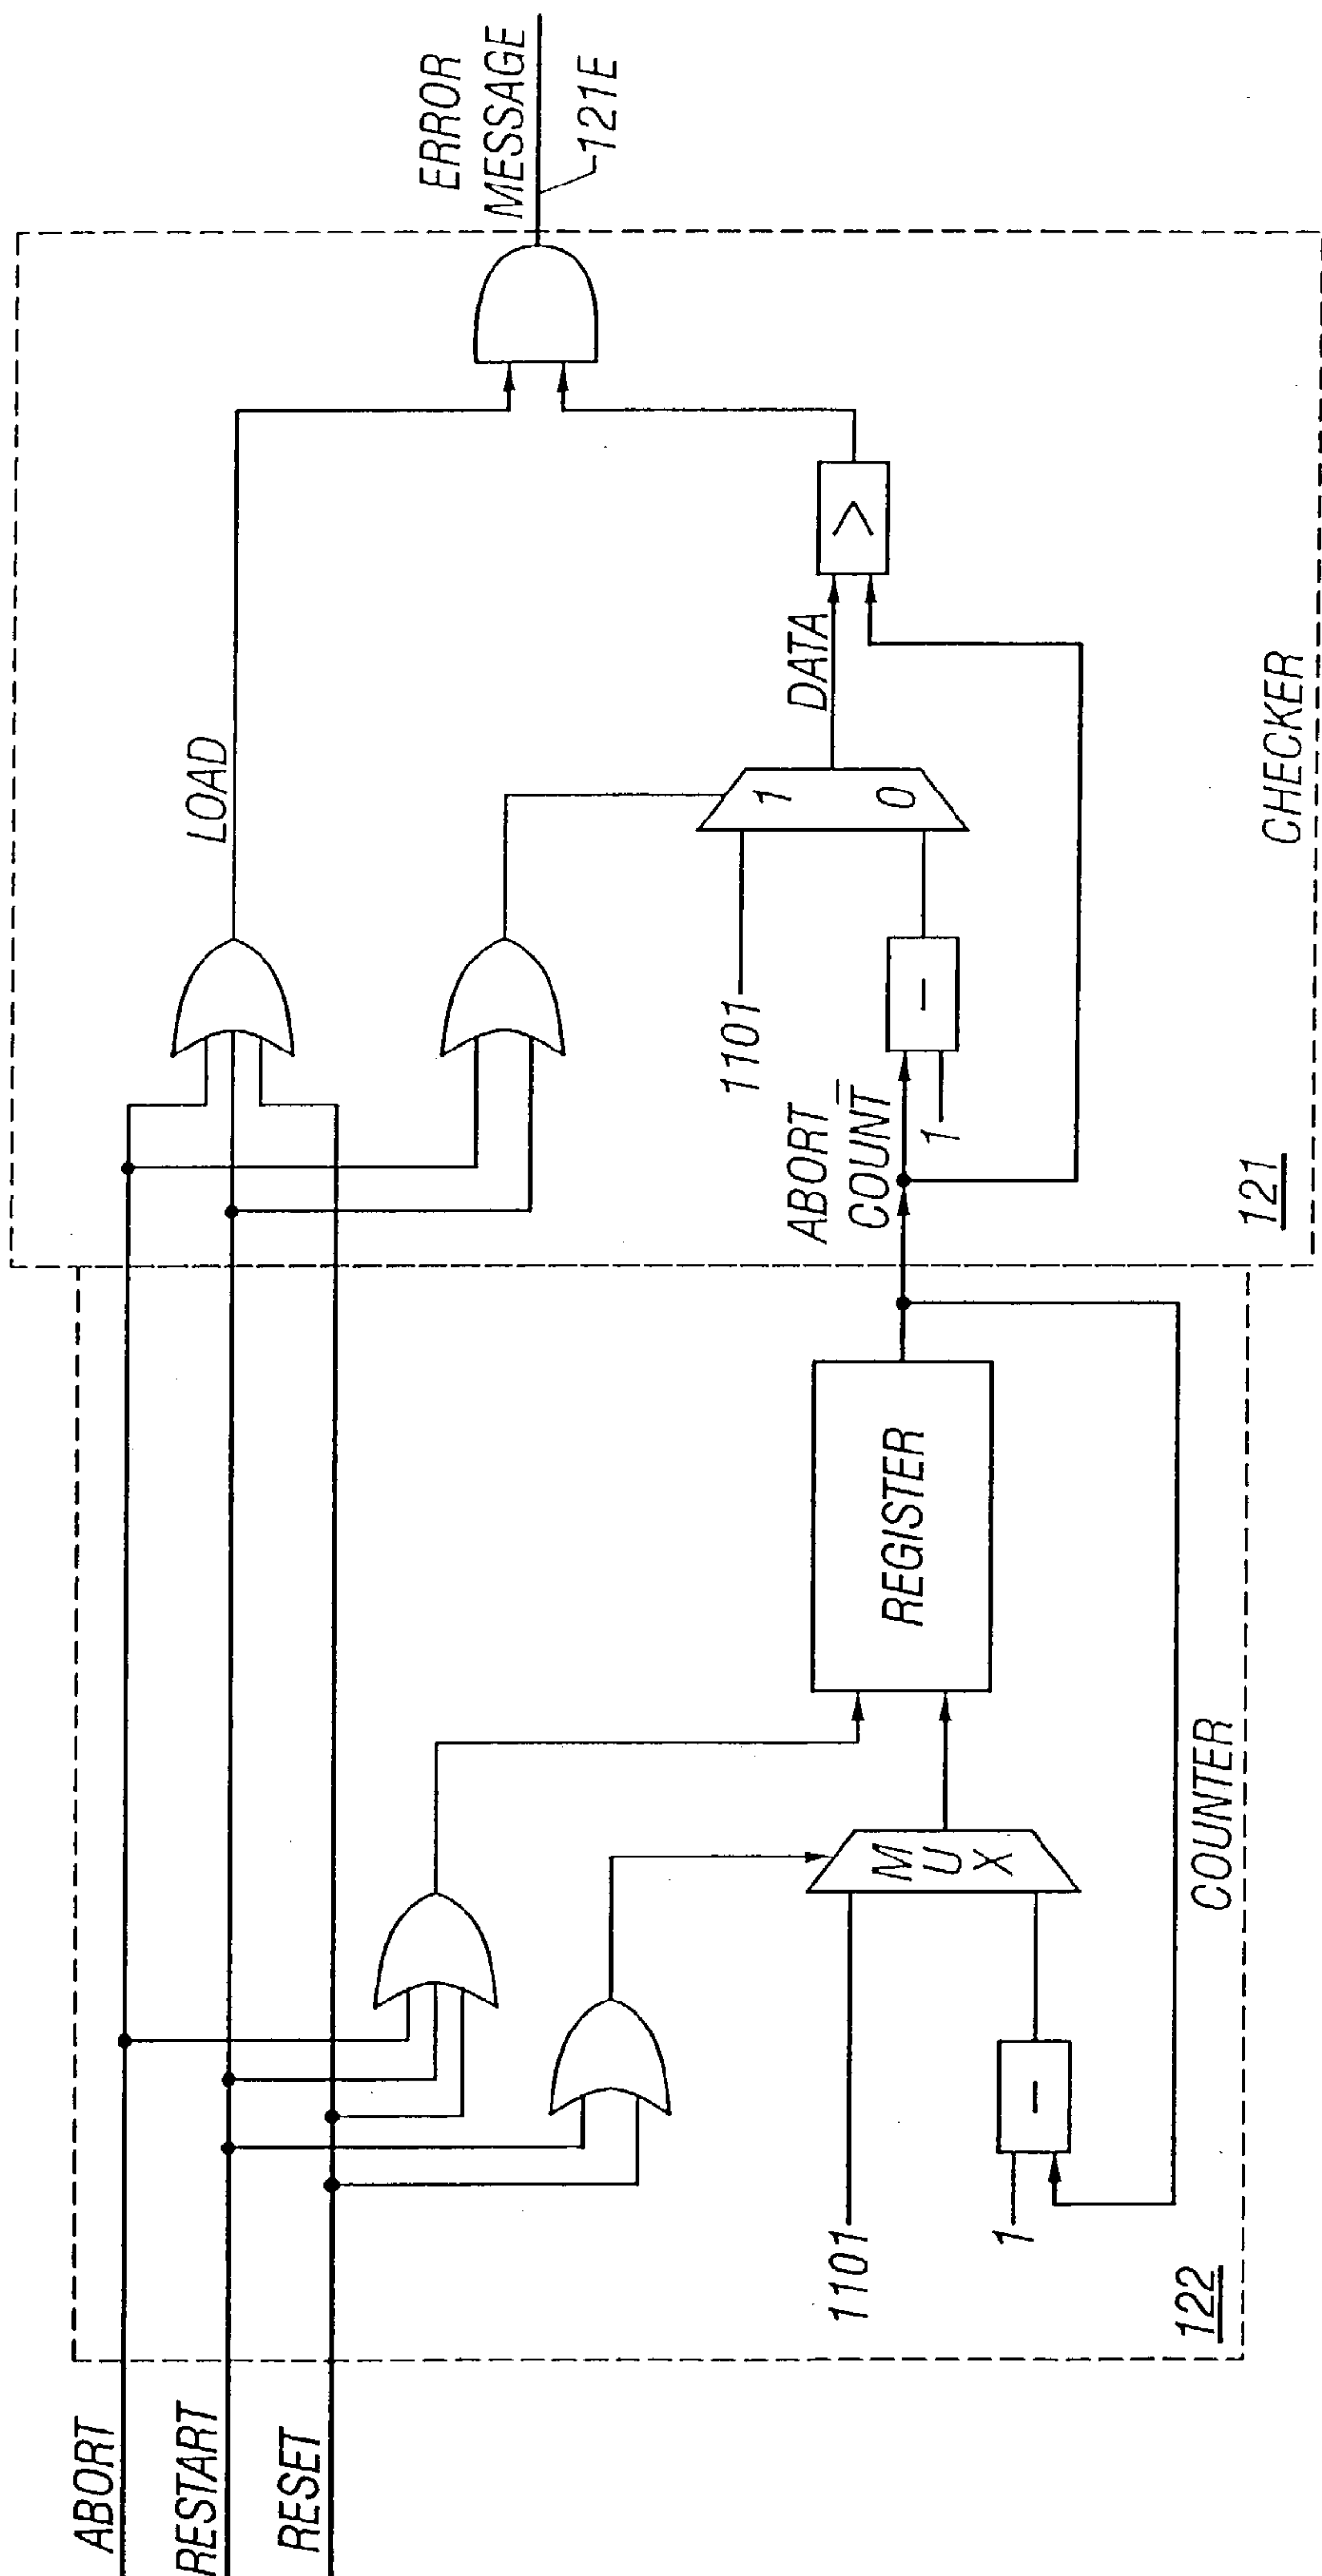 ABORT
RESTART
RESET
122
COUNTER
1101
1
MUX
–
REGISTER
121
CHECKER
ABORT_
COUNT
1
–
1101
1
0
LOAD
DATA
>
ERROR
MESSAGE
121E